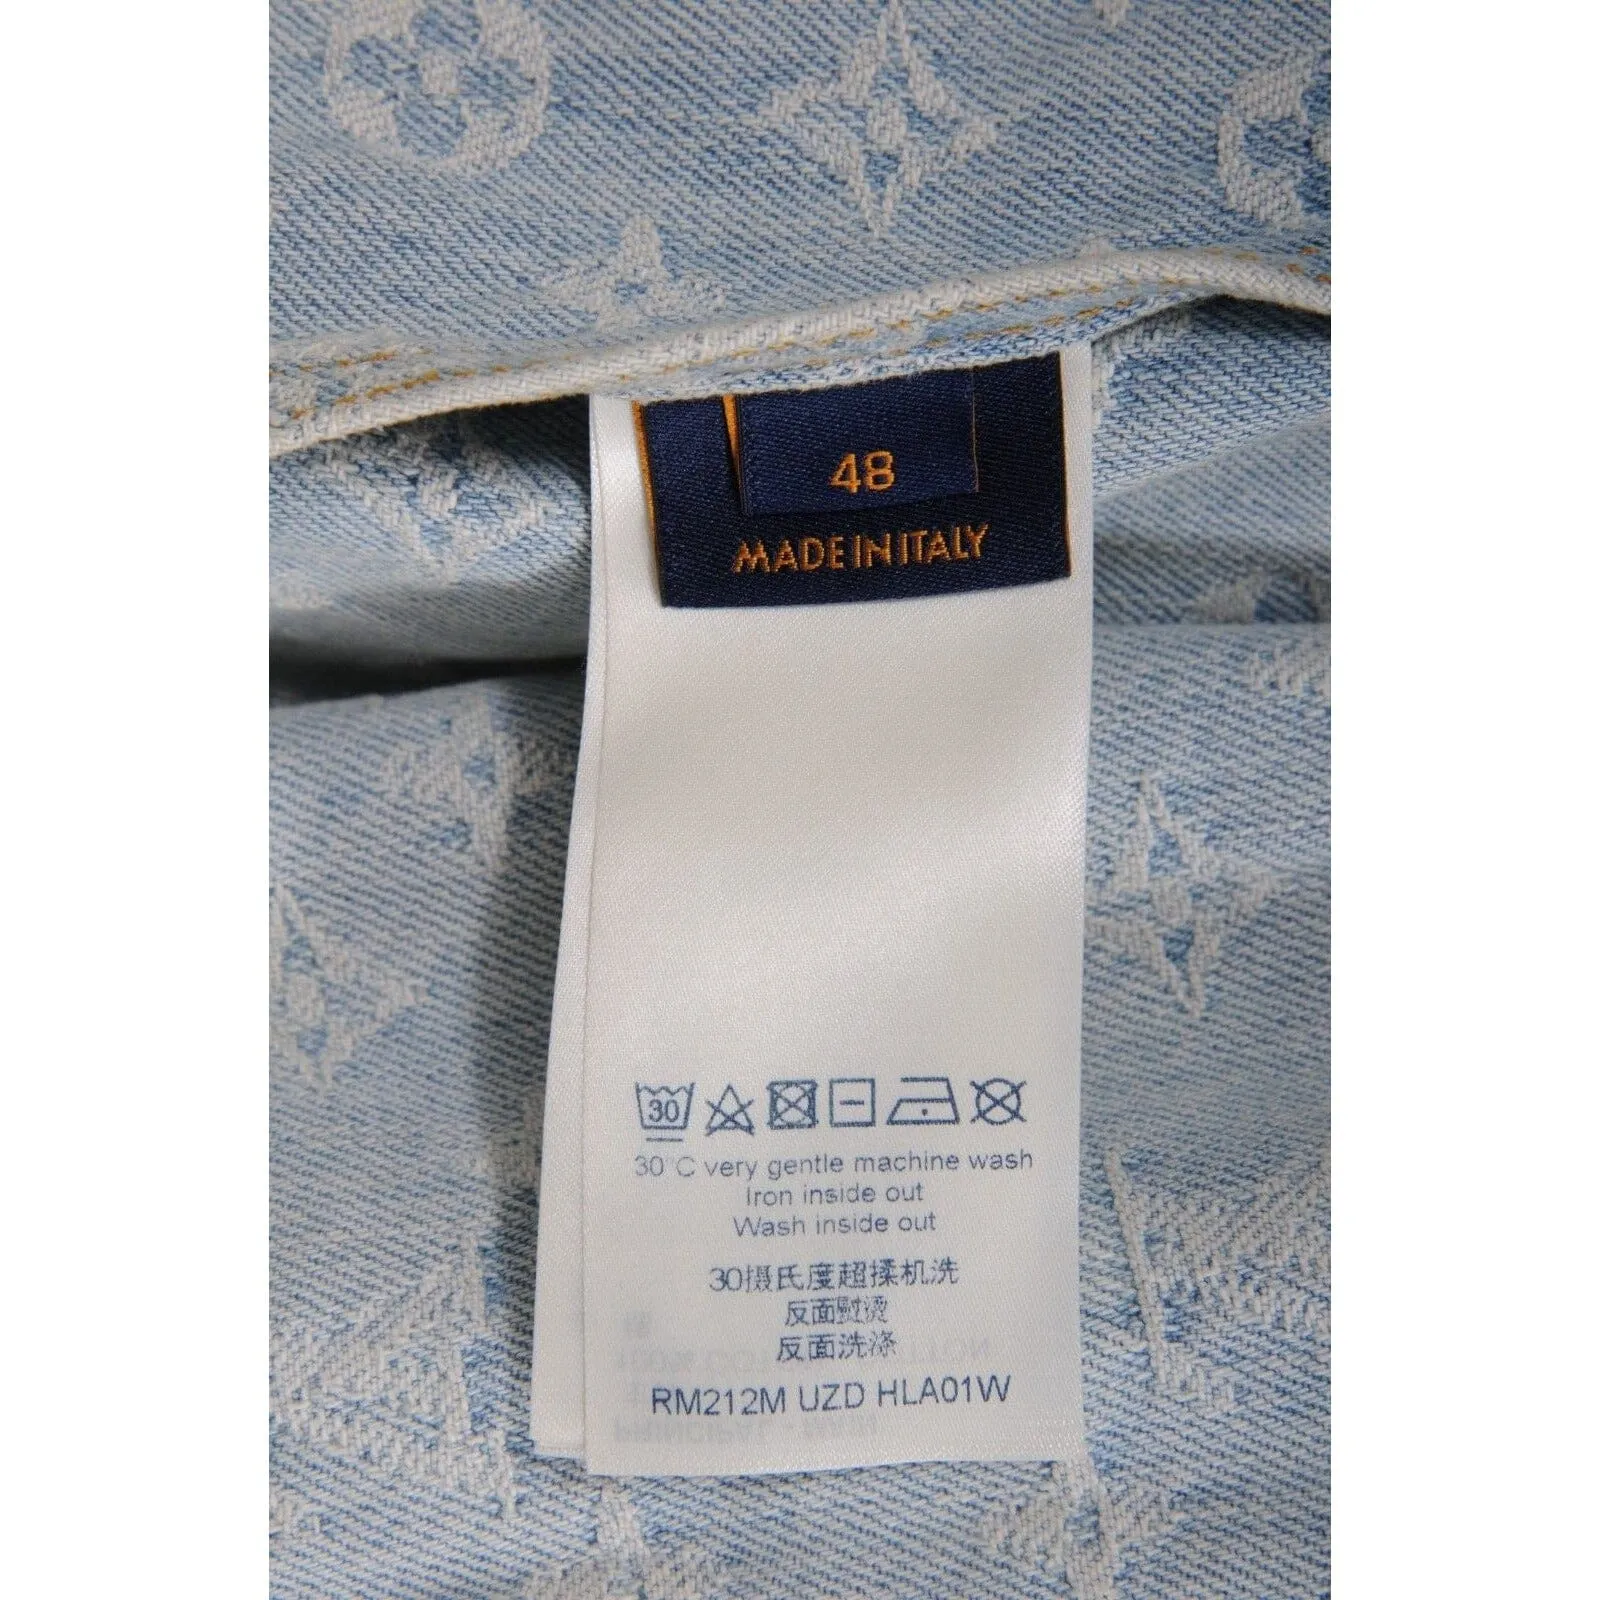 48
MADE IN ITALY
30
30°C very gentle machine wash
Iron inside out
Wash inside out
30摄氏度超揉机洗
反面熨烫
反面洗涤
RM212M UZD HLA01W